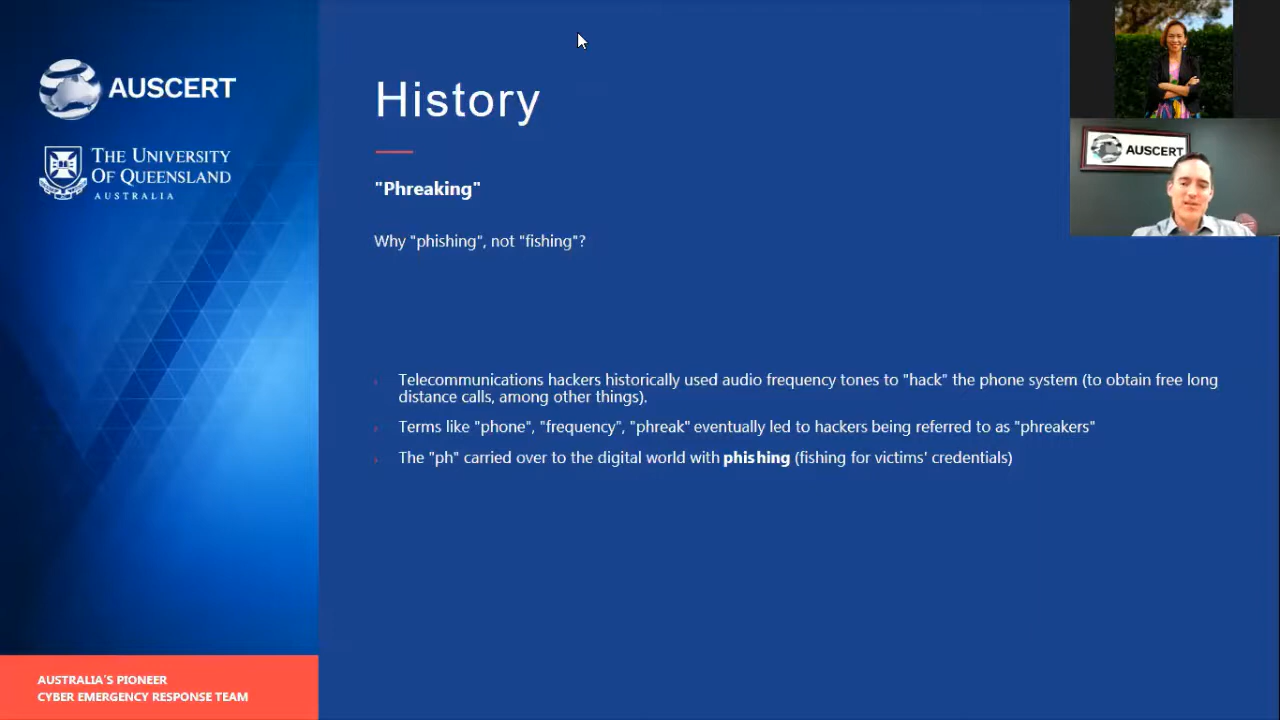 AUSCERT
THE UNIVERSITY
OF QUEENSLAND
AUSTRALIA
History
"Phreaking"
Why "phishing", not "fishing"?
Telecommunications hackers historically used audio frequency tones to "hack" the phone system (to obtain free long
distance calls, among other things).
Terms like "phone", "frequency", "phreak" eventually led to hackers being referred to as "phreakers"
The "ph" carried over to the digital world with phishing (fishing for victims' credentials)
AUSTRALIA'S PIONEER
CYBER EMERGENCY RESPONSE TEAM
AUSCERT